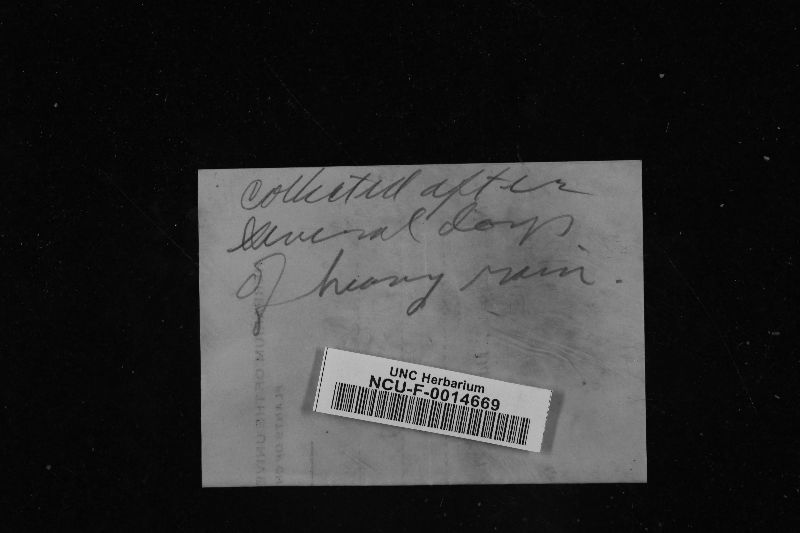 collected after
several days
of heavy rain.
UNC Herbarium
NCU-F-0014669